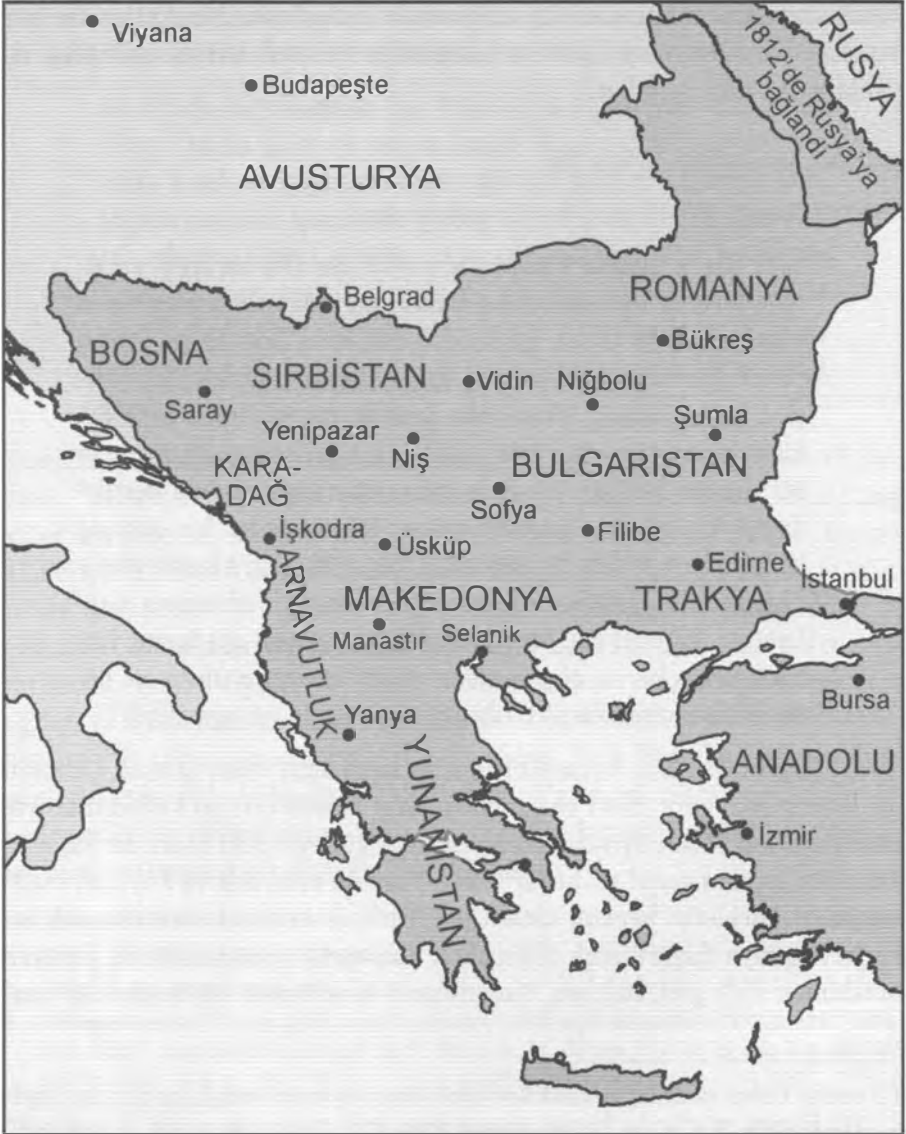 Viyana
Budapeşte
RUSYA
1812'de Rusya'ya
bağlandı
AVUSTURYA
ROMANYA
Belgrad
Bükreş
BOSNA
SIRBİSTAN
Vidin
Niğbolu
Saray
Şumla
Yenipazar
Niş
KARA-
DAĞ
BULGARISTAN
Sofya
Filibe
İşkodra
Üsküp
Edirne
İstanbul
ARNAVUTLUK
MAKEDONYA
TRAKYA
Manastır
Selanik
Bursa
Yanya
YUNANİSTAN
ANADOLU
İzmir